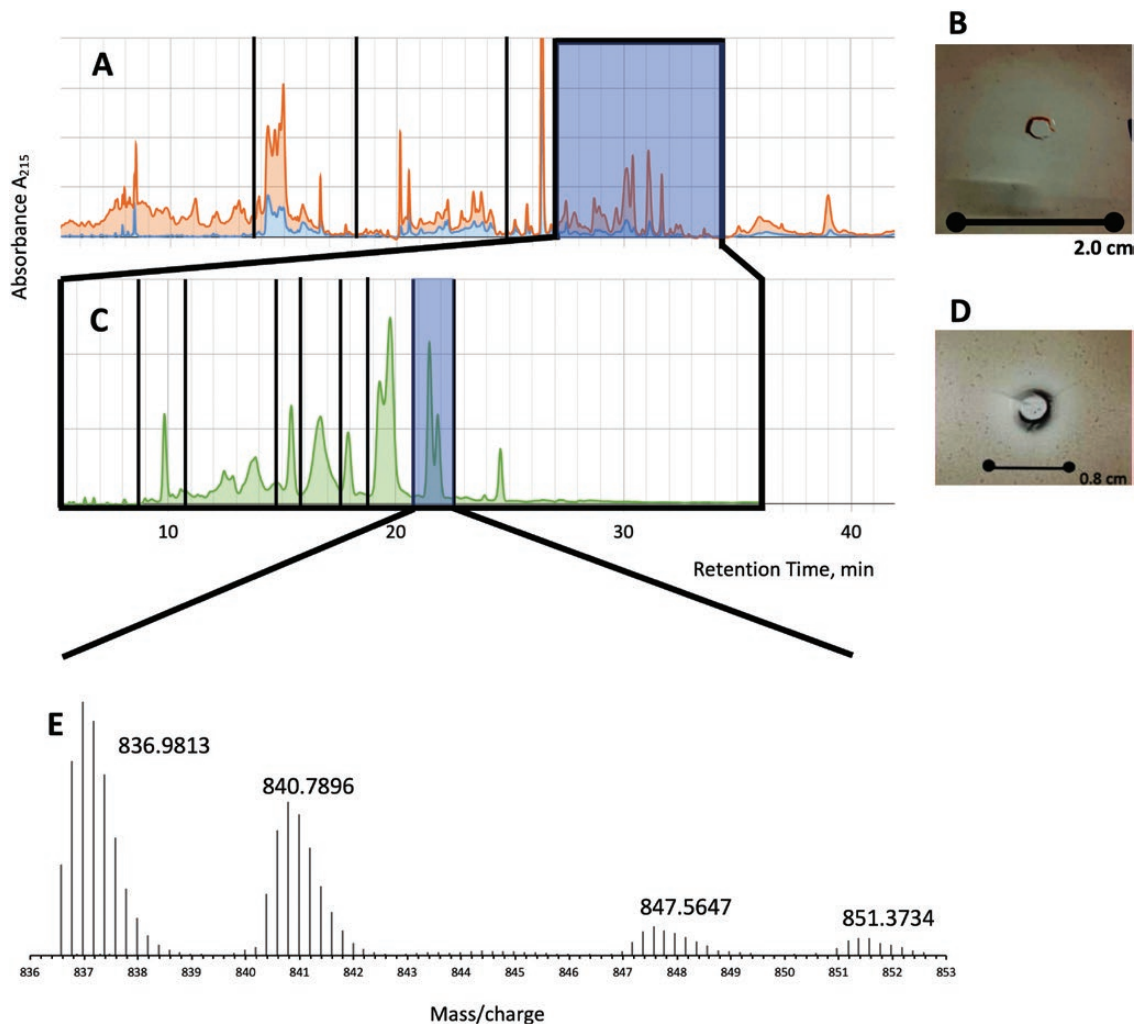 A
B
2.0 cm
Absorbance A215
C
D
0.8 cm
10 20 30 40
Retention Time, min
E
836.9813
840.7896
847.5647
851.3734
836 837 838 839 840 841 842 843 844 845 846 847 848 849 850 851 852 853
Mass/charge